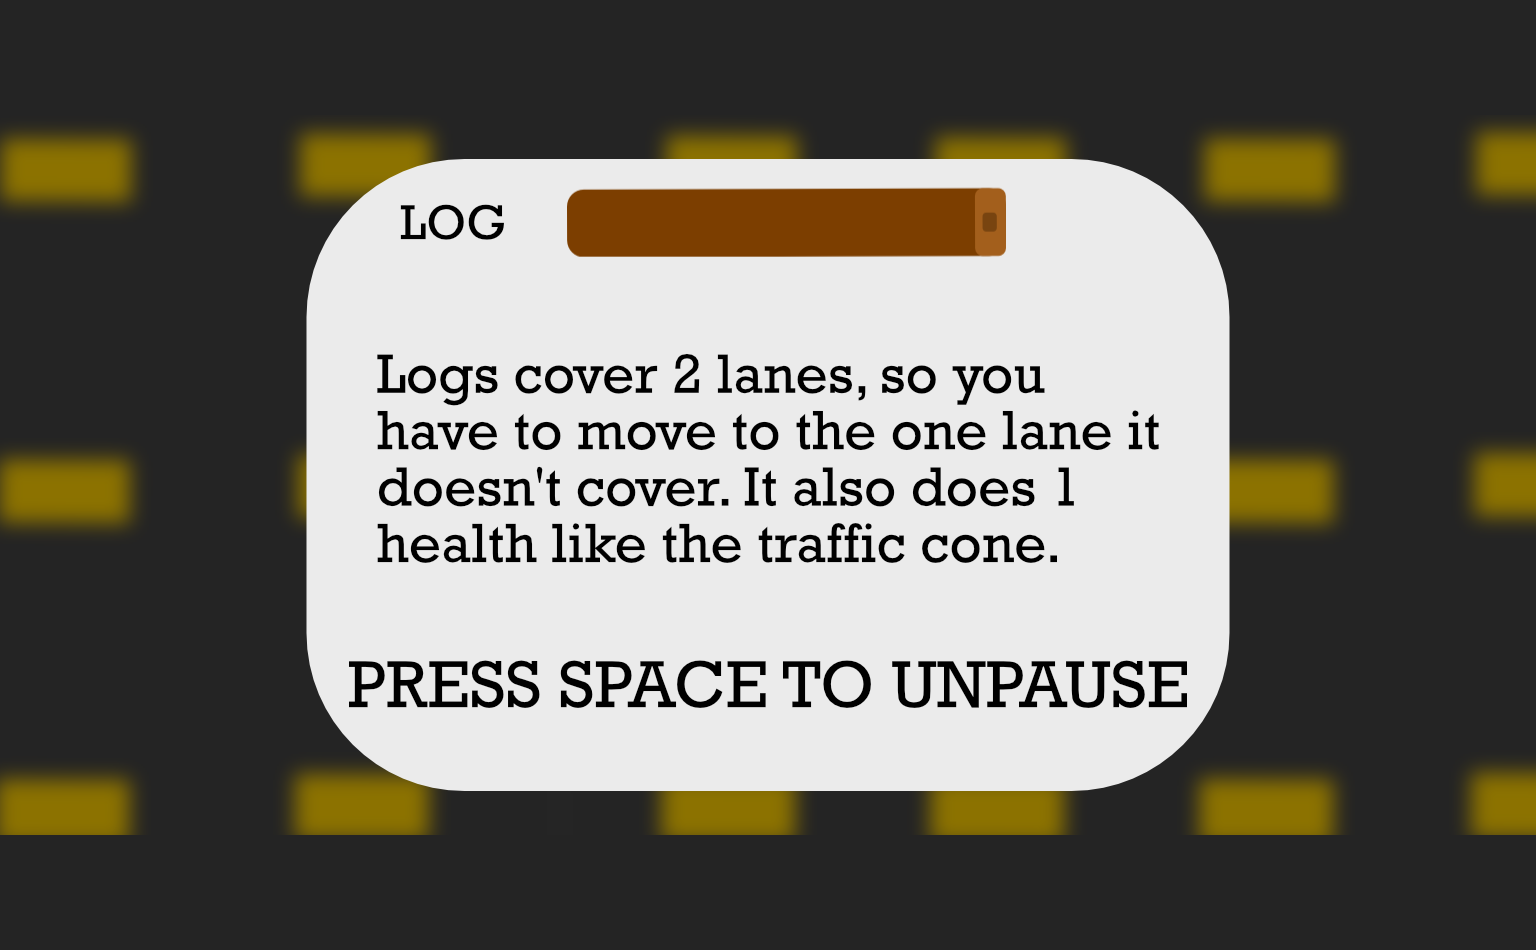 LOG
Logs cover 2 lanes, so you
have to move to the one lane it
doesn't cover. It also does 1
health like the traffic cone.
PRESS SPACE TO UNPAUSE